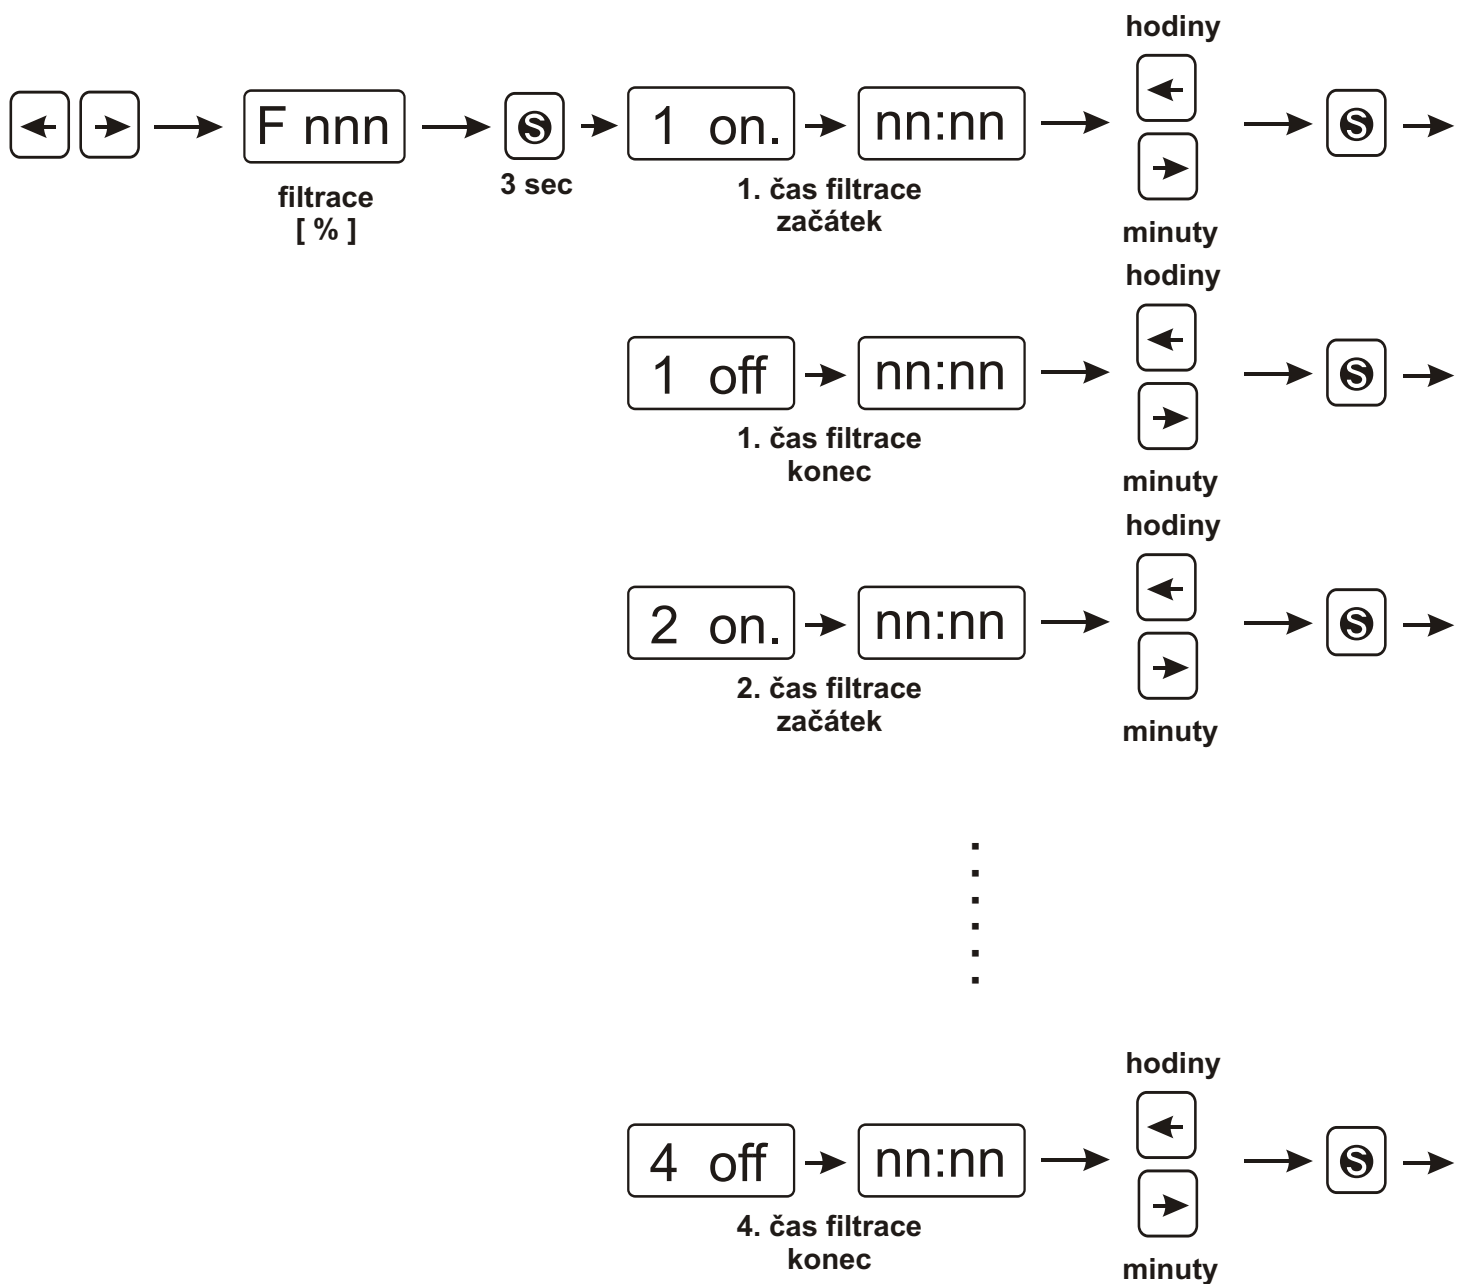 hodiny
F nnn
S
1 on.
nn:nn
S
filtrace
[ % ]
3 sec
1. čas filtrace
začátek
minuty
hodiny
1 off
nn:nn
S
1. čas filtrace
konec
minuty
hodiny
2 on.
nn:nn
S
2. čas filtrace
začátek
minuty
hodiny
4 off
nn:nn
S
4. čas filtrace
konec
minuty